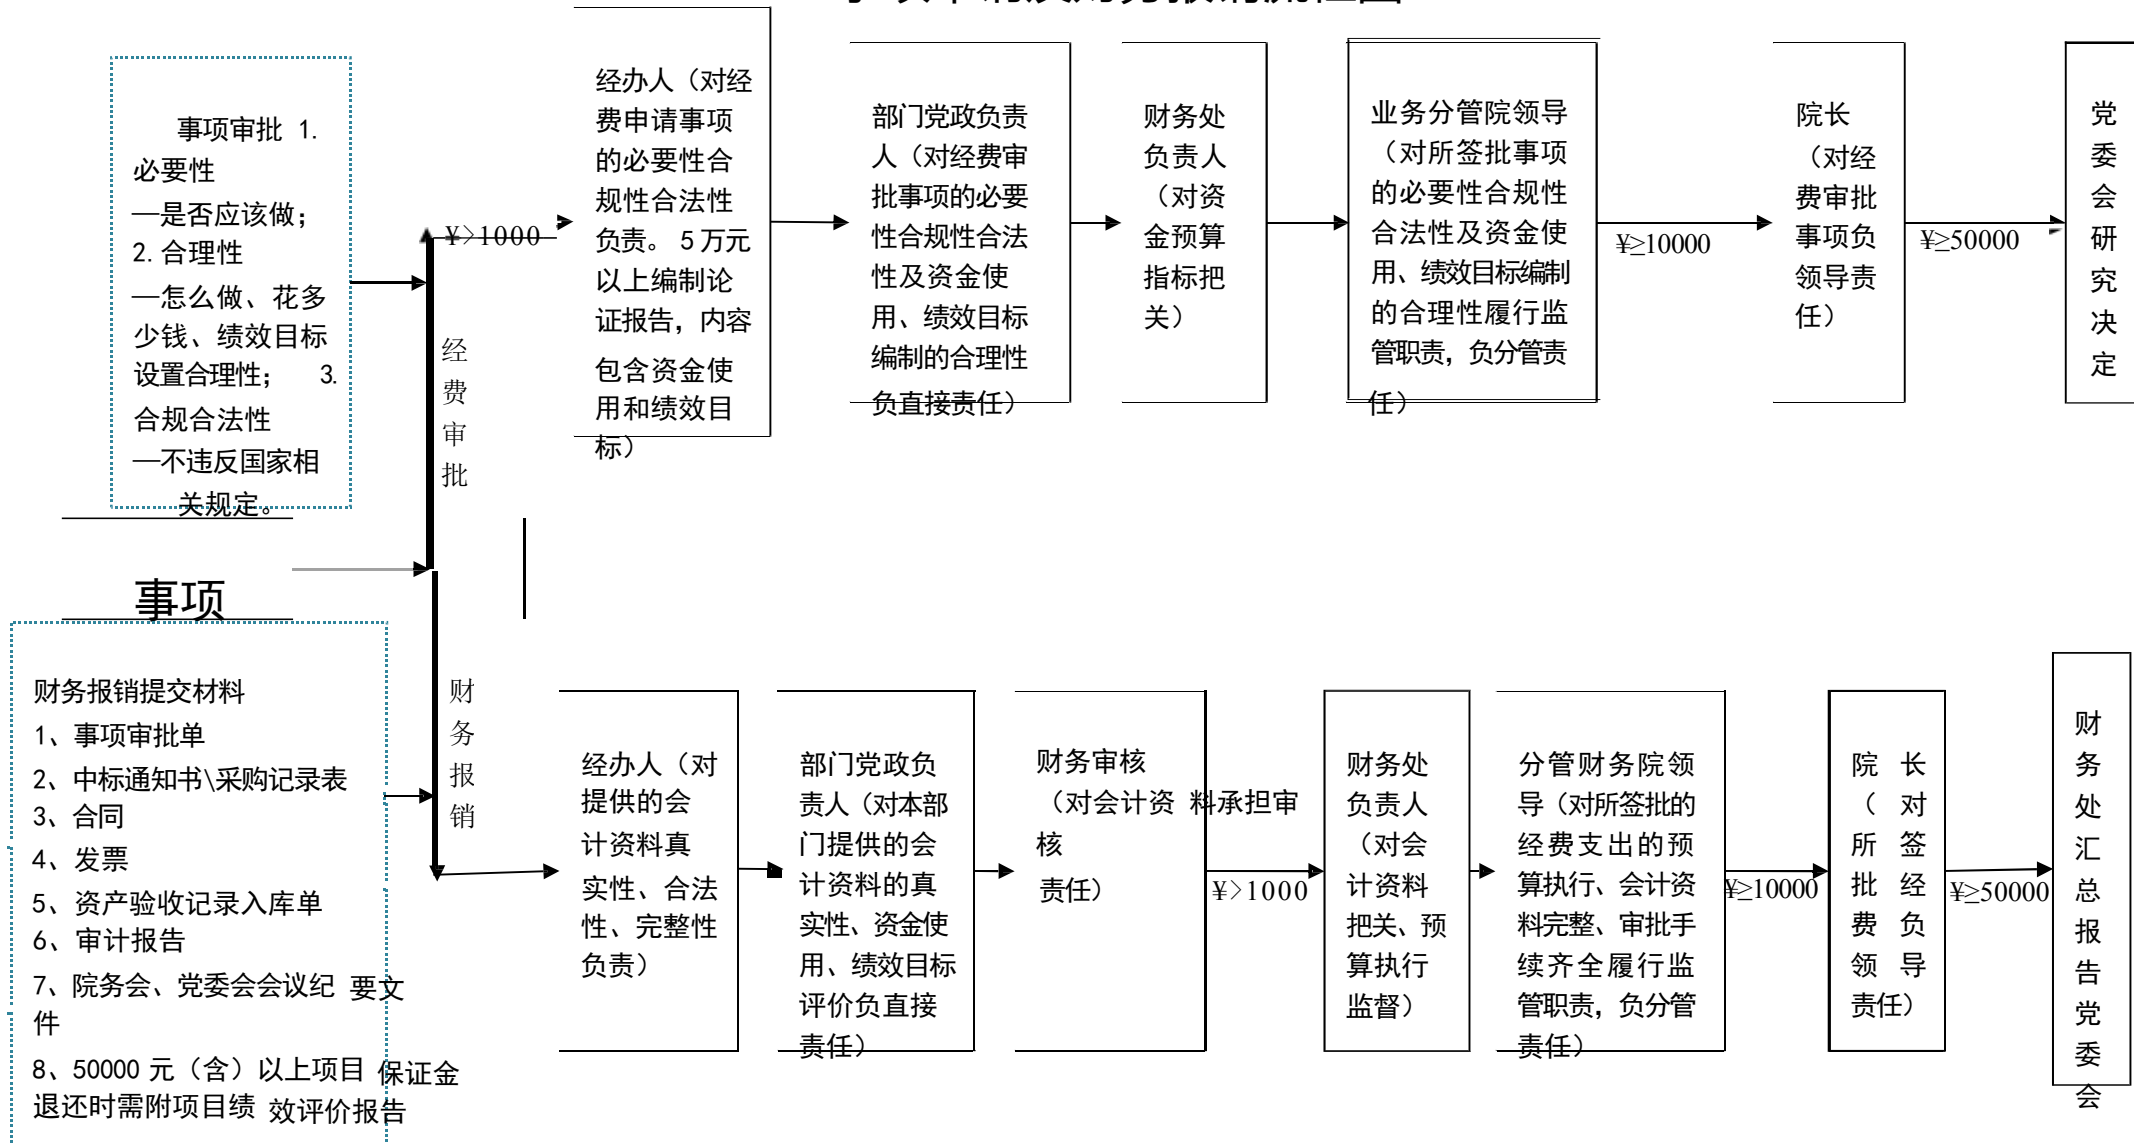 事项审批 1.
必要性
—是否应该做；
2.合理性
—怎么做、花多
少钱、绩效目标
设置合理性； 3.
合规合法性
—不违反国家相
关规定。
¥>1000
经
费
审
批
经办人（对经
费申请事项
的必要性合
规性合法性
负责。 5 万元
以上编制论
证报告，内容
包含资金使
用和绩效目
标）
部门党政负责
人（对经费审
批事项的必要
性合规性合法
性及资金使
用、绩效目标
编制的合理性
负直接责任）
财务处
负责人
（对资
金预算
指标把
关）
业务分管院领导
（对所签批事项
的必要性合规性
合法性及资金使
用、绩效目标编制
的合理性履行监
管职责，负分管责
任）
¥≥10000
院长
（对经
费审批
事项负
领导责
任）
¥≥50000
党
委
会
研
究
决
定
事项
财务报销提交材料
1、事项审批单
2、中标通知书\采购记录表
3、合同
4、发票
5、资产验收记录入库单
6、审计报告
7、院务会、党委会会议纪 要文
件
8、50000 元（含）以上项目 保证金
退还时需附项目绩 效评价报告
财
务
报
销
经办人（对
提供的会
计资料真
实性、合法
性、完整性
负责）
部门党政负
责人（对本部
门提供的会
计资料的真
实性、资金使
用、绩效目标
评价负直接
责任）
财务审核
（对会计资 料承担审
核
责任）
¥>1000
财务处
负责人
（对会
计资料
把关、预
算执行
监督）
分管财务院领
导（对所签批的
经费支出的预
算执行、会计资
料完整、审批手
续齐全履行监
管职责，负分管
责任）
¥≥10000
院 长
（ 对
所 签
批 经
费 负
领 导
责任）
¥≥50000
财
务
处
汇
总
报
告
党
委
会